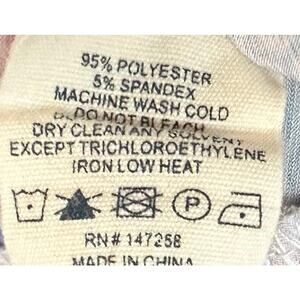 95% POLYESTER
5% SPANDEX
MACHINE WASH COLD
DO NOT BLEACH
DRY CLEAN ANY SOLVENT
EXCEPT TRICHLOROETHYLENE
IRON LOW HEAT
P
RN# 147258
MADE IN CHINA